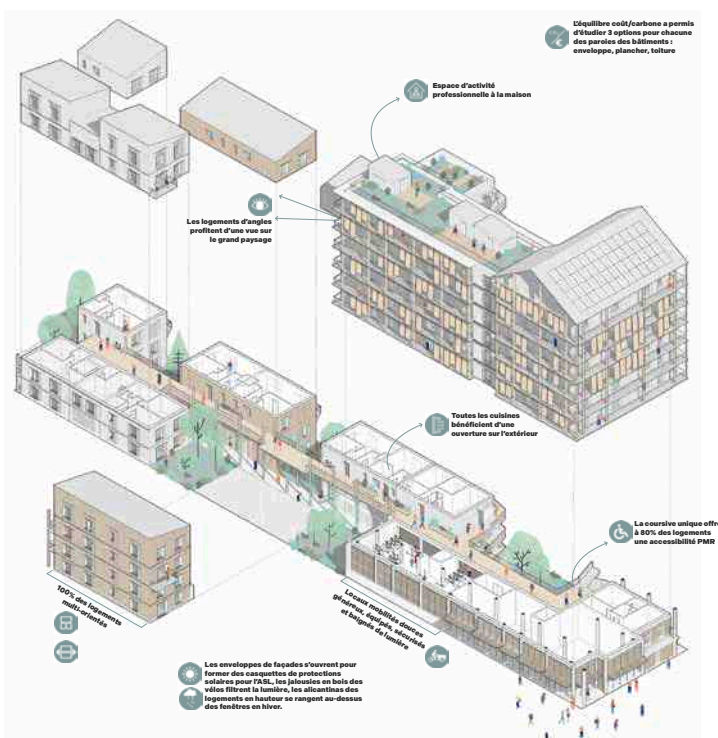 L'équilibre coût/carbone a permis
d'étudier 3 options pour chacune
des parois des bâtiments :
enveloppe, plancher, toiture
Espace d'activité
professionnelle à la maison
Les logements d'angles
profitent d'une vue sur
le grand paysage
Toutes les cuisines
bénéficient d'une
ouverture sur l'extérieur
La coursive unique offre
à 80% des logements
une accessibilité PMR
100% des logements
multi-orientés
Locaux mobilités douces
généreux, équipés, sécurisés
et baignés de lumière
Les enveloppes de façades s'ouvrent pour
former des casquettes de protections
solaires pour l'ASL, les jalousies en bois des
vélos filtrent la lumière, les alicantinas des
logements en hauteur se rangent au-dessus
des fenêtres en hiver.